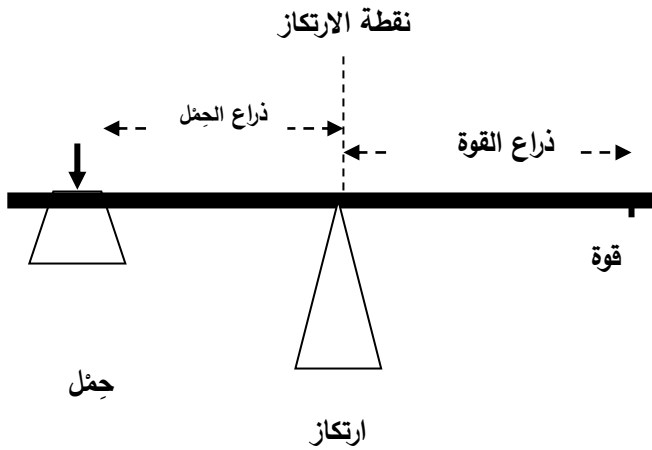 نقطة الارتكاز
ذراع الحِمْل
ذراع القوة
قوة
حِمْل
ارتكاز